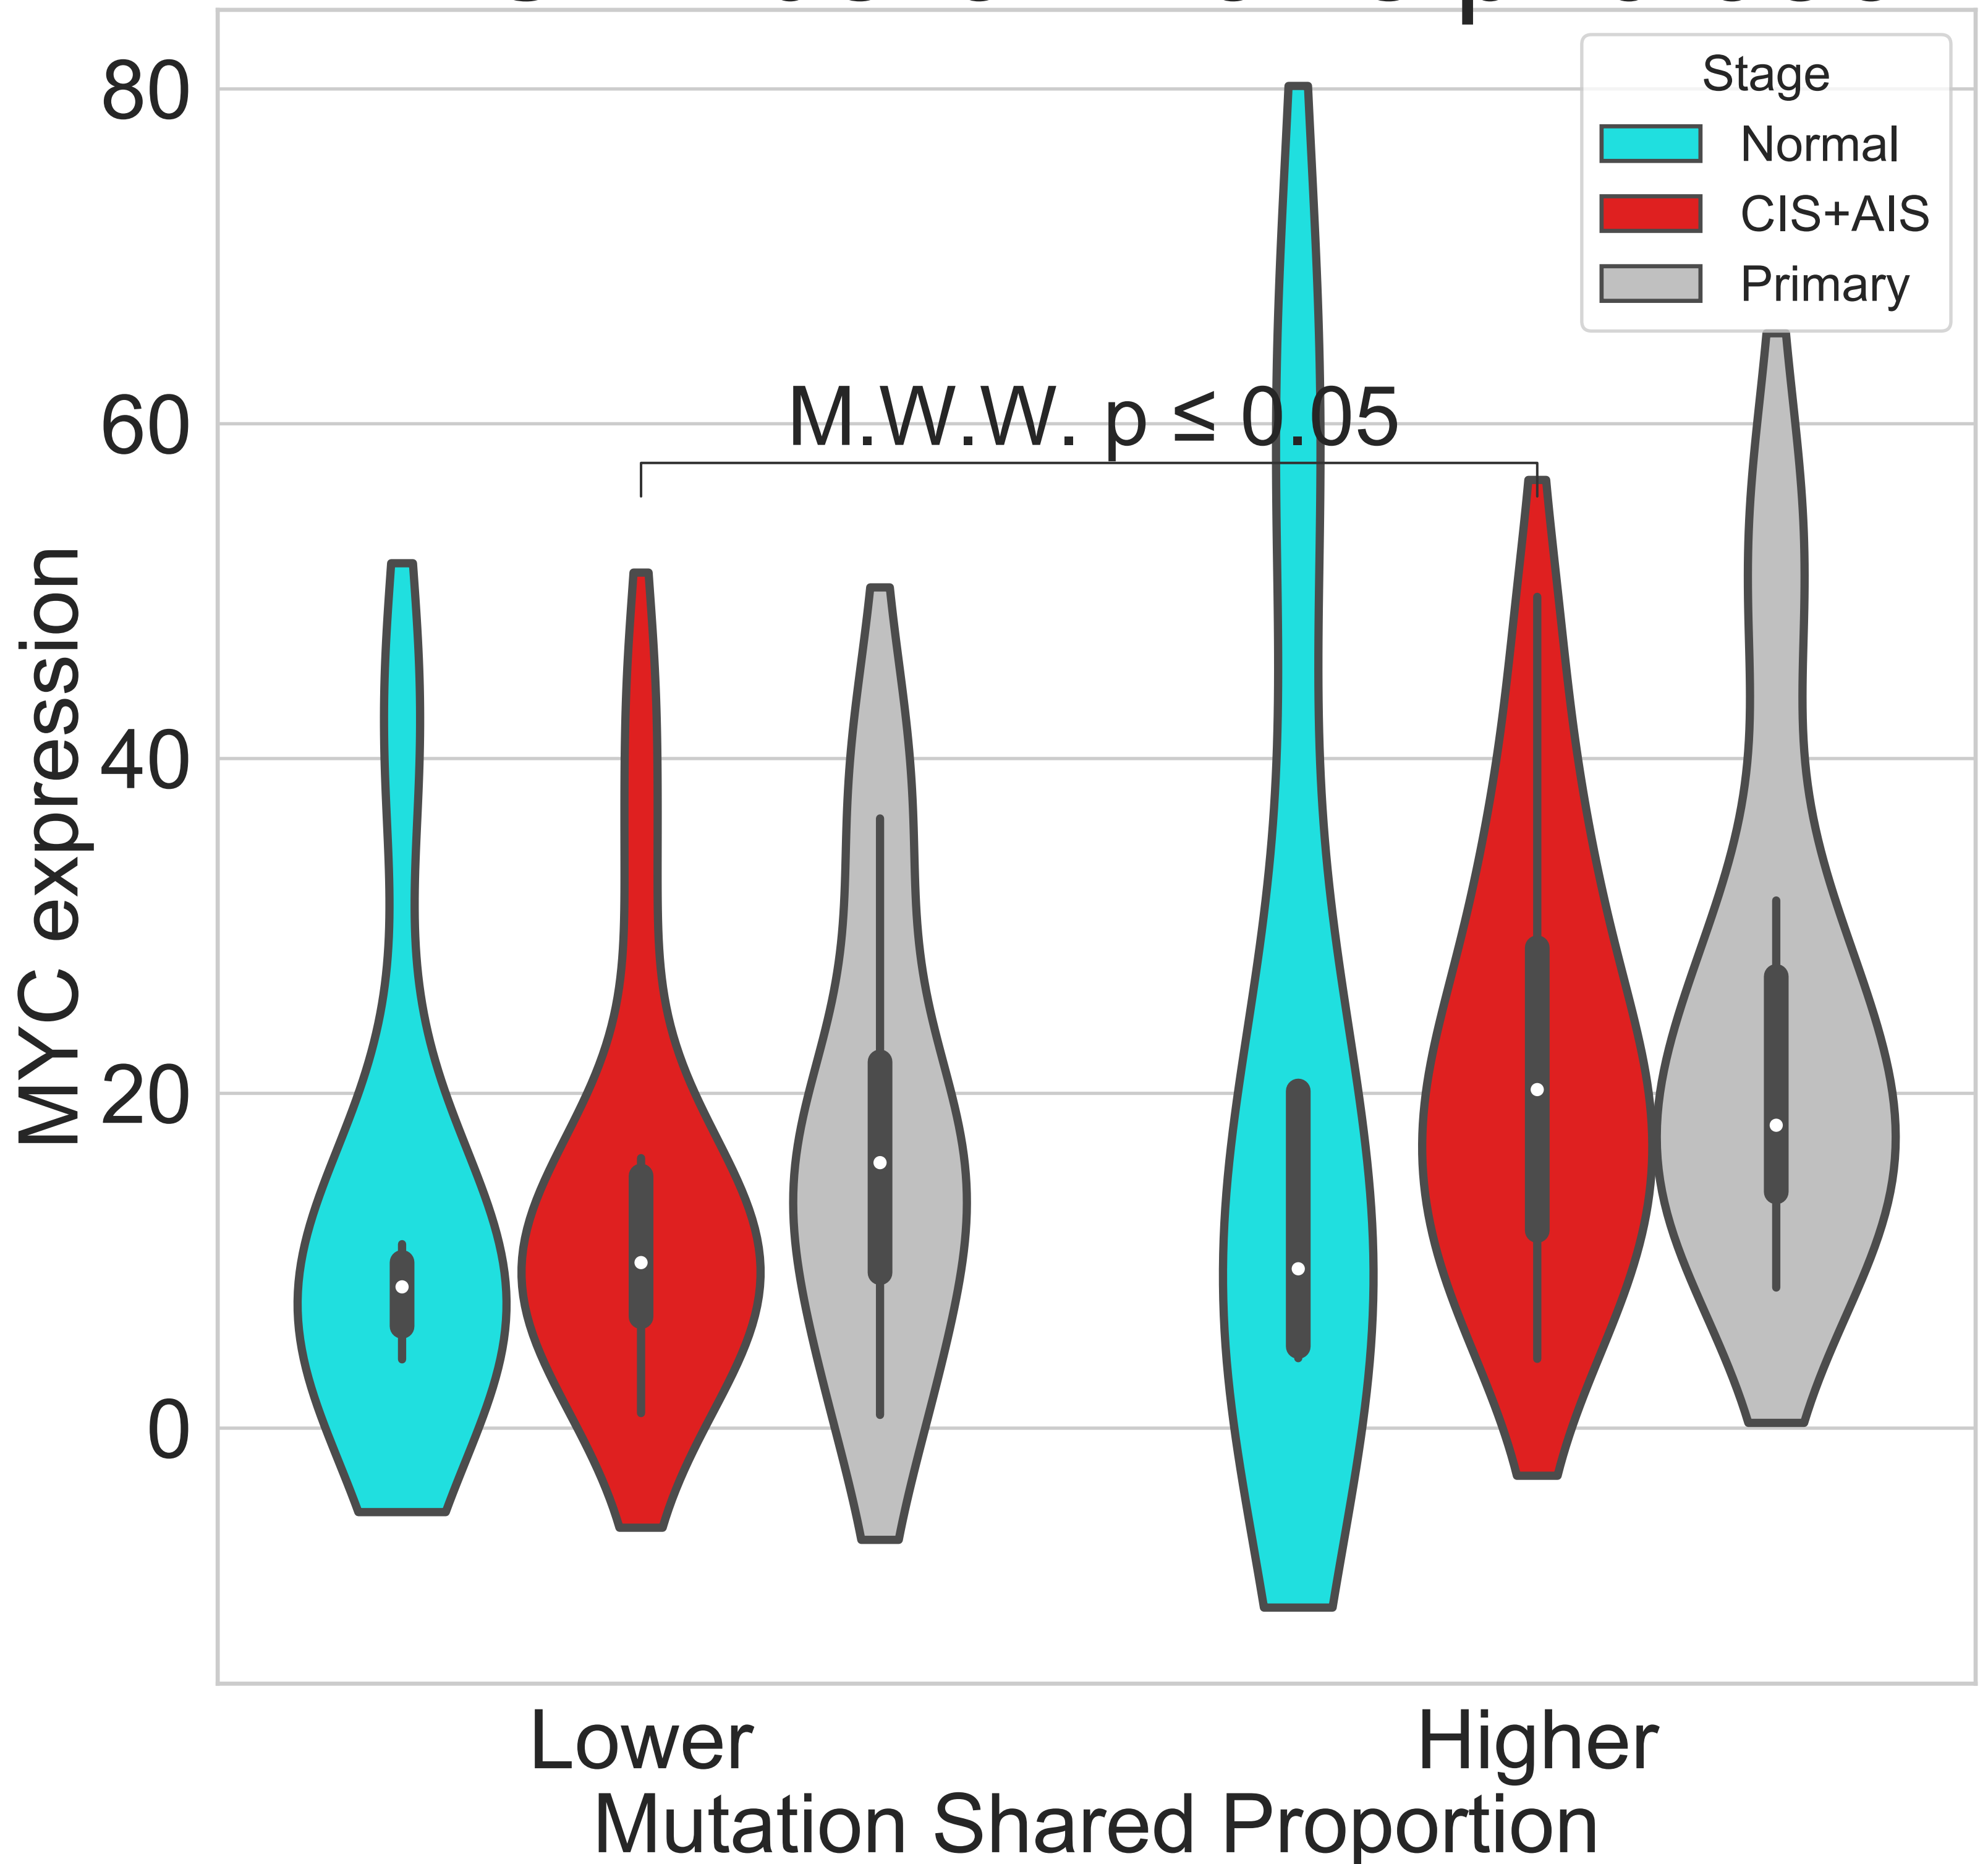 Stage
Normal
CIS+AIS
Primary
80
60
40
20
0
M.W.W. p ≤ 0.05
MYC expression
Lower
Higher
Mutation Shared Proportion